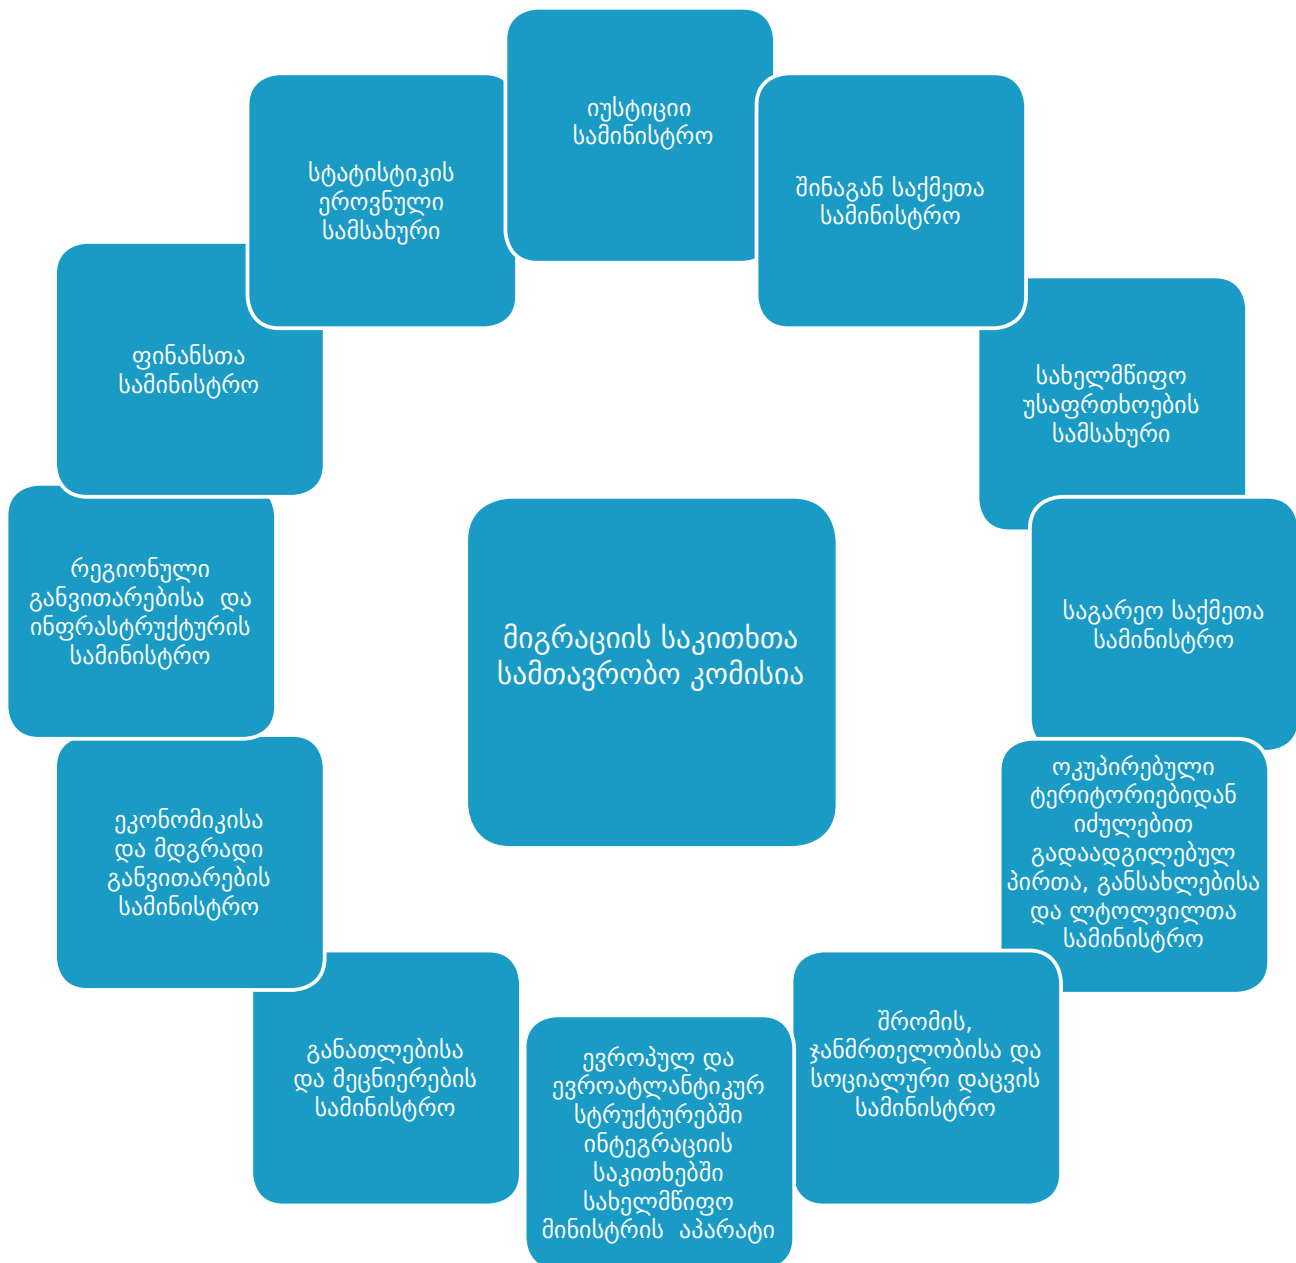 იუსტიციი
სამინისტრო
შინაგან საქმეთა
სამინისტრო
სახელმწიფო
უსაფრთხოების
სამსახური
საგარეო საქმეთა
სამინისტრო
ოკუპირებული
ტერიტორიებიდან
იძულებით
გადაადგილებულ
პირთა, განსახლებისა
და ლტოლვილთა
სამინისტრო
შრომის,
ჯანმრთელობისა და
სოციალური დაცვის
სამინისტრო
ევროპულ და
ევროატლანტიკურ
სტრუქტურებში
ინტეგრაციის
საკითხებში
სახელმწიფო
მინისტრის აპარატი
განათლებისა
და მეცნიერების
სამინისტრო
ეკონომიკისა
და მდგრადი
განვითარების
სამინისტრო
რეგიონული
განვითარებისა და
ინფრასტრუქტურის
სამინისტრო
ფინანსთა
სამინისტრო
სტატისტიკის
ეროვნული
სამსახური
მიგრაციის საკითხთა
სამთავრობო კომისია